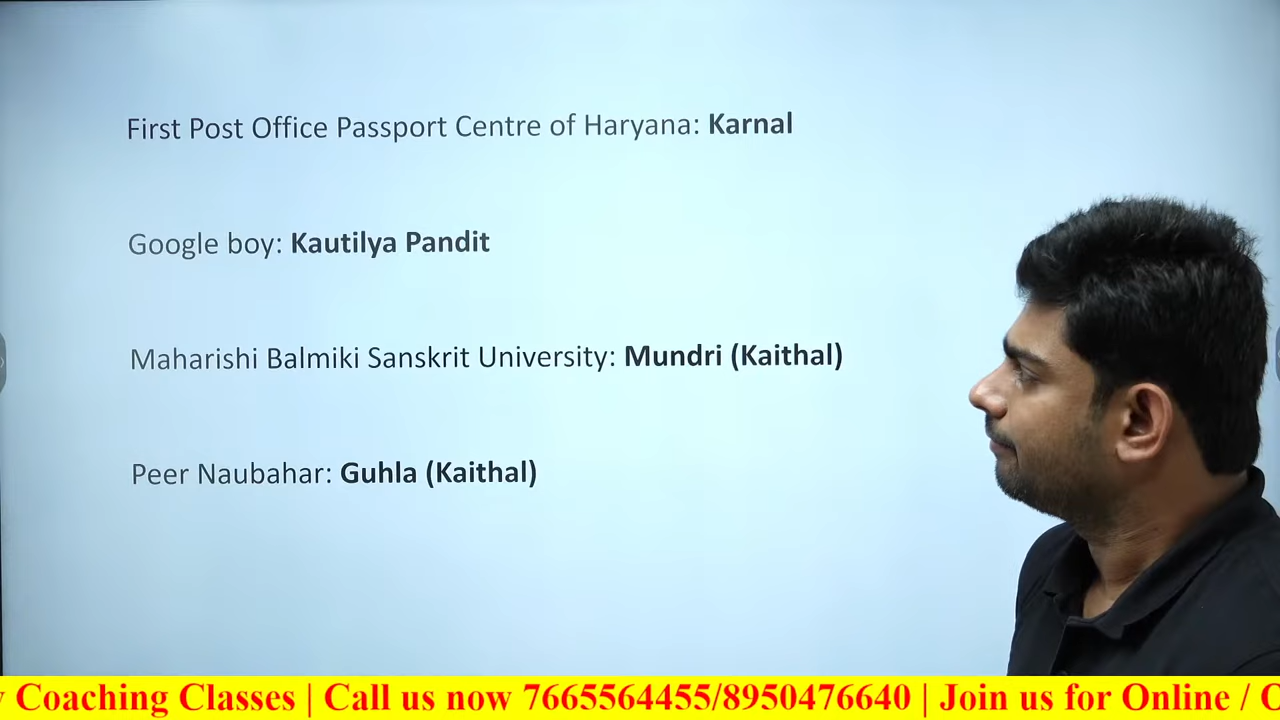 First Post Office Passport Centre of Haryana: Karnal
Google boy: Kautilya Pandit
Maharishi Balmiki Sanskrit University: Mundri (Kaithal)
Peer Naubahar: Guhla (Kaithal)
Coaching Classes | Call us now 7665564455/8950476640 | Join us for Online /